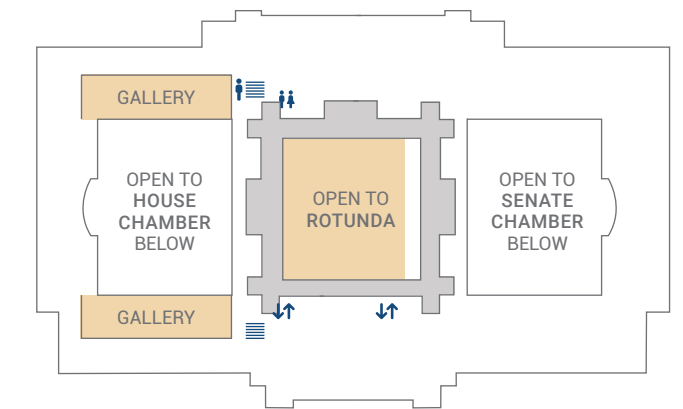 GALLERY
OPEN TO
HOUSE
CHAMBER
BELOW
OPEN TO
ROTUNDA
OPEN TO
SENATE
CHAMBER
BELOW
GALLERY